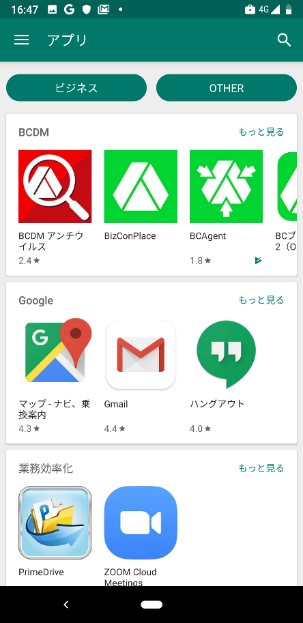 16:47
4G
アプリ
ビジネス
OTHER
BCDM
もっと見る
BCDM アンチウ
イルス
2.4★
BizConPlace
BCAgent
1.8★
BCブ
2（O
Google
もっと見る
マップ - ナビ、乗
換案内
4.3★
Gmail
4.4★
ハングアウト
4.0★
業務効率化
もっと見る
PrimeDrive
ZOOM Cloud
Meetings